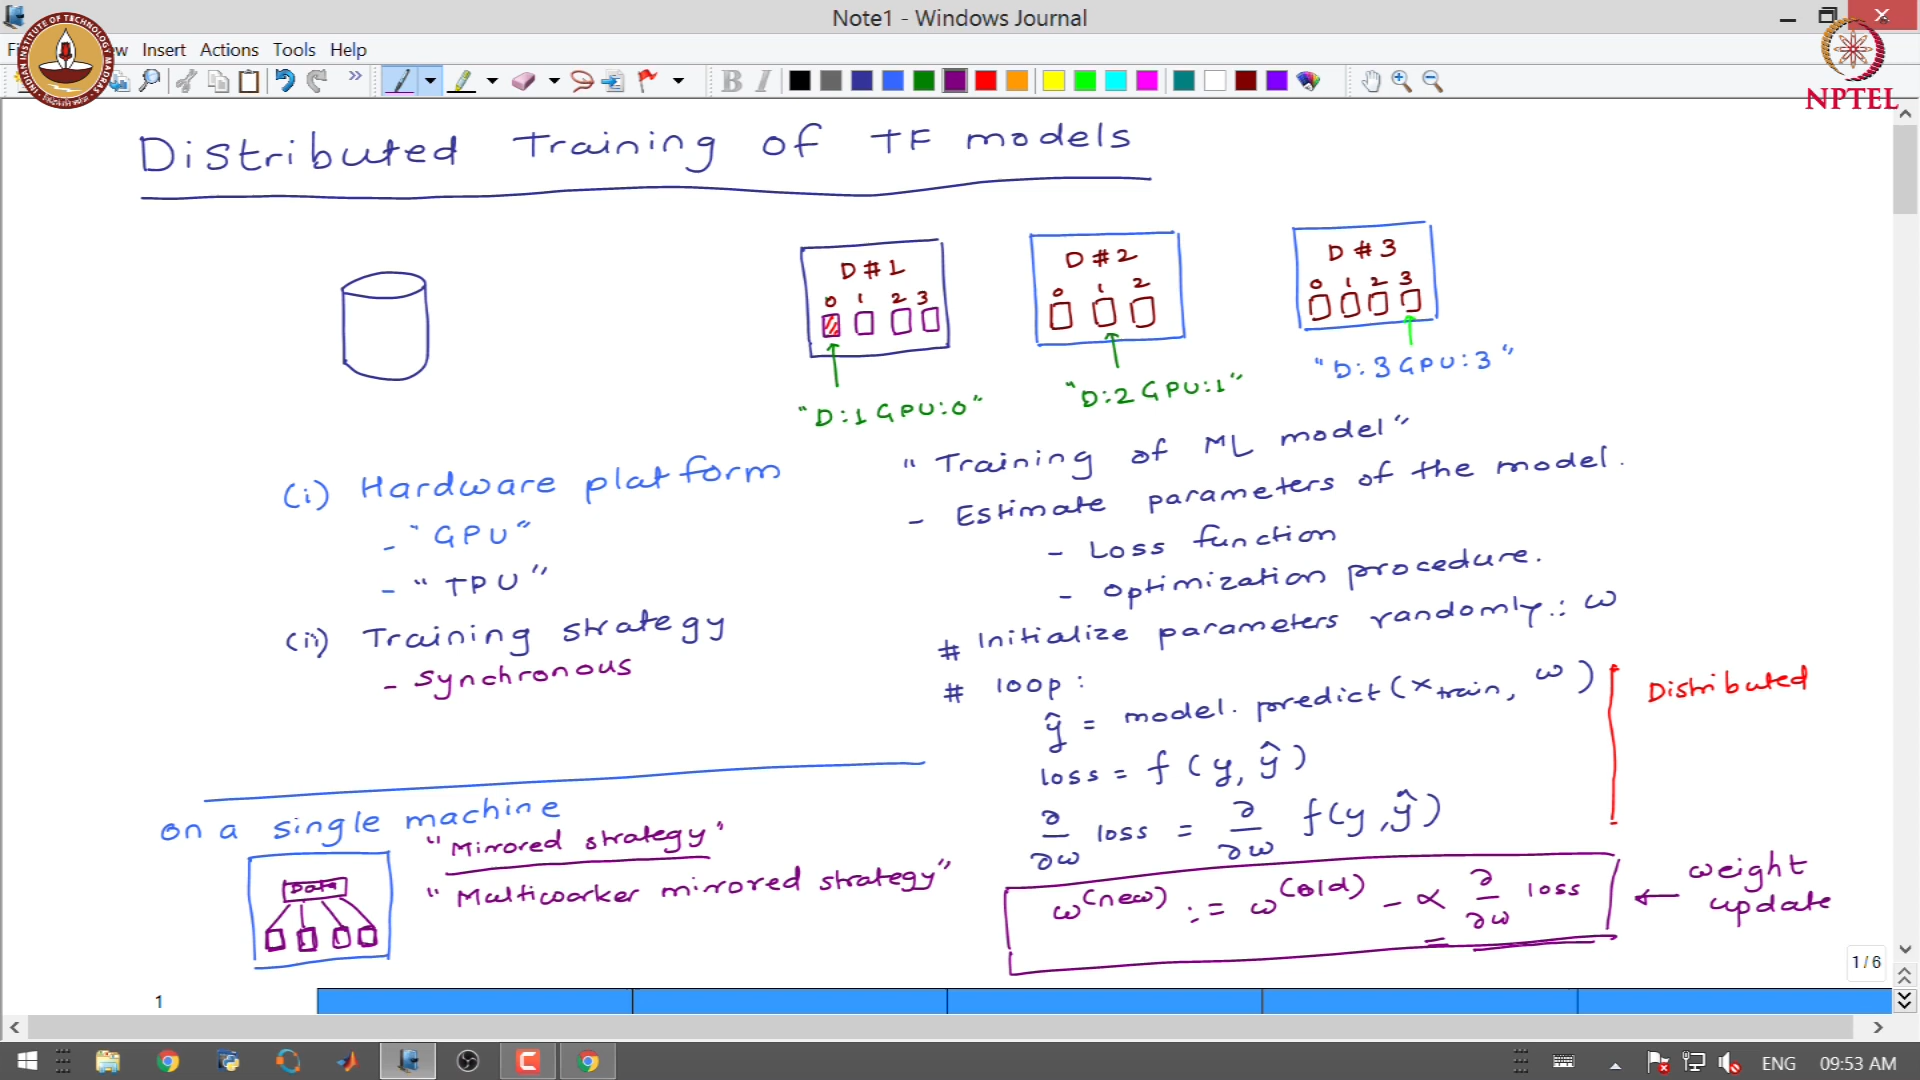 Note1 - Windows Journal
Insert Actions Tools Help
NPTEL
Distributed Training of TF models
D # 1
0 1 2 3
D # 2
0 1 2
D # 3
0 1 2 3
"D:1 GPU:0"
"D:2 GPU:1"
"D:3 GPU:3"
(i) Hardware platform
- "GPU"
- "TPU"
(ii) Training strategy
- Synchronous
"Training of ML model"
- Estimate parameters of the model.
- Loss function
- Optimization procedure.
# Initialize parameters randomly.: ω
# loop:
ŷ = model.predict(x train, ω)
loss = f(y, ŷ)
∂/∂ω loss = ∂/∂ω f(y, ŷ)
ω^(new) := ω^(old) - α ∂/∂ω loss
Distributed
← weight
update
on a single machine
"Mirrored strategy"
"Multiworker mirrored strategy"
Data
1 / 6
1
ENG 09:53 AM